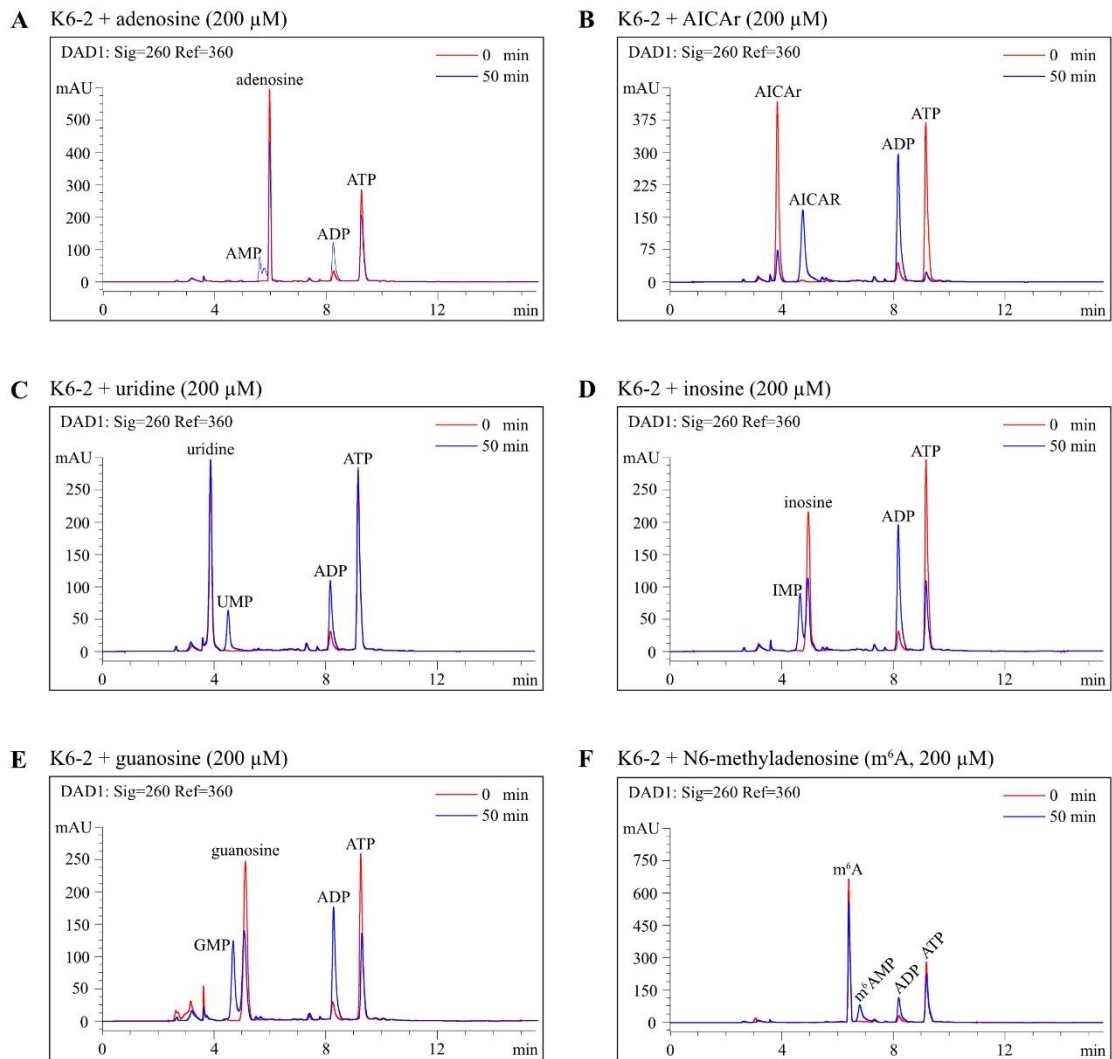 A K6-2 + adenosine (200 µM)
DAD1: Sig=260 Ref=360
0 min
50 min
mAU
500
400
300
200
100
0
adenosine
AMP
ADP
ATP
0 4 8 12 min
B K6-2 + AICAr (200 µM)
DAD1: Sig=260 Ref=360
0 min
50 min
mAU
375
300
225
150
75
0
AICAr
AICAR
ADP
ATP
0 4 8 12 min
C K6-2 + uridine (200 µM)
DAD1: Sig=260 Ref=360
0 min
50 min
mAU
250
200
150
100
50
0
uridine
UMP
ADP
ATP
0 4 8 12 min
D K6-2 + inosine (200 µM)
DAD1: Sig=260 Ref=360
0 min
50 min
mAU
250
200
150
100
50
0
inosine
IMP
ADP
ATP
0 4 8 12 min
E K6-2 + guanosine (200 µM)
DAD1: Sig=260 Ref=360
0 min
50 min
mAU
250
200
150
100
50
0
guanosine
GMP
ADP
ATP
0 4 8 12 min
F K6-2 + N6-methyladenosine (m⁶A, 200 µM)
DAD1: Sig=260 Ref=360
0 min
50 min
mAU
750
600
450
300
150
0
m⁶A
m⁶AMP
ADP
ATP
0 4 8 12 min